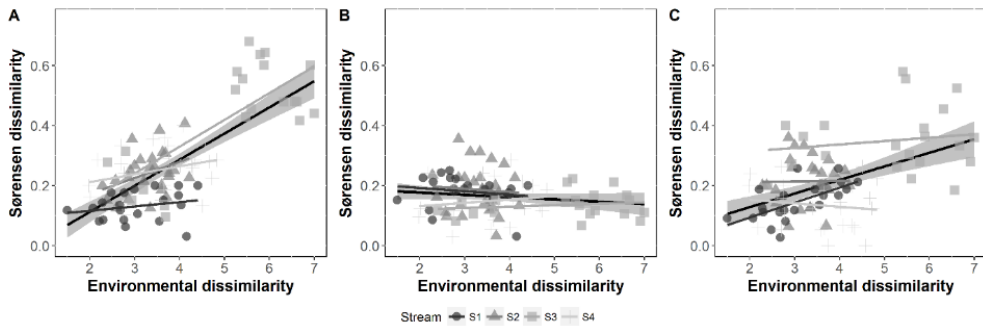 A
B
C
Sørensen dissimilarity
0.6
0.4
0.2
0.0
2 3 4 5 6 7
Environmental dissimilarity
Sørensen dissimilarity
0.6
0.4
0.2
0.0
2 3 4 5 6 7
Environmental dissimilarity
Sørensen dissimilarity
0.6
0.4
0.2
0.0
2 3 4 5 6 7
Environmental dissimilarity
Stream S1 S2 S3 S4